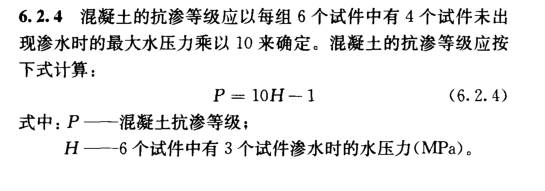 6.2.4 混凝土的抗渗等级应以每组 6 个试件中有 4 个试件未出
现渗水时的最大水压力乘以 10 来确定。混凝土的抗渗等级应按
下式计算：
P = 10H − 1 (6.2.4)
式中：P——混凝土抗渗等级；
H——6 个试件中有 3 个试件渗水时的水压力(MPa)。